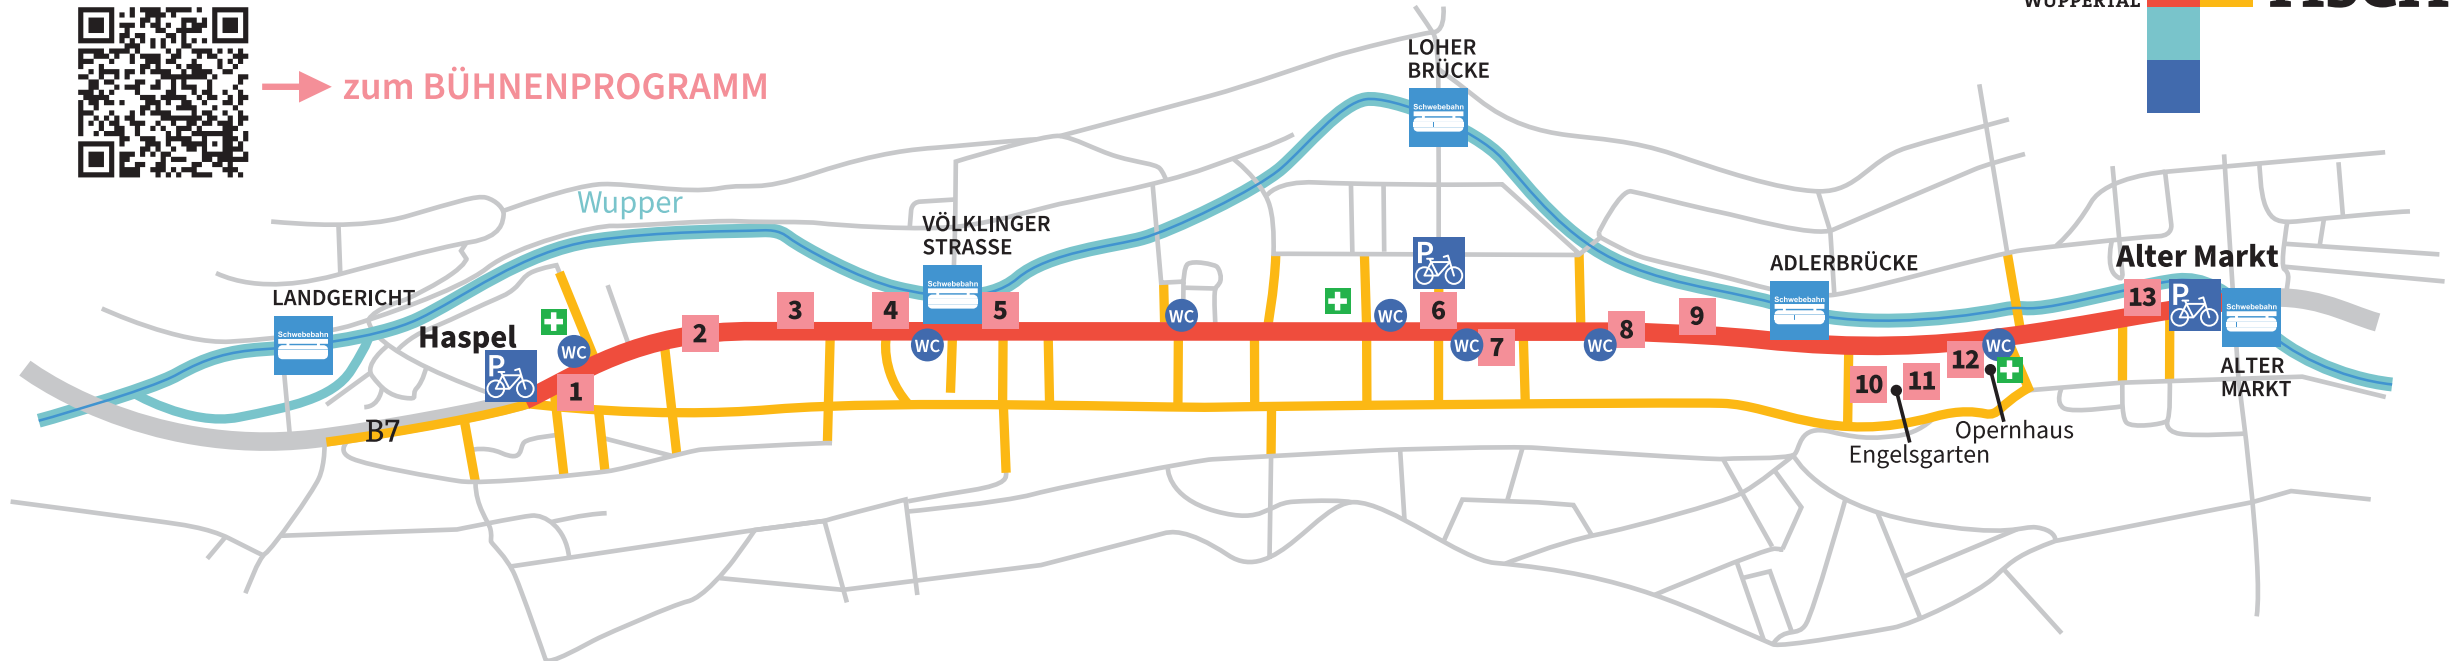 WUPPERTAL
zum BÜHNENPROGRAMM
LOHER
BRÜCKE
Schwebebahn
Wupper
VÖLKLINGER
STRASSE
Schwebebahn
P
ADLERBRÜCKE
Schwebebahn
Alter Markt
13
P
Schwebebahn
ALTER
MARKT
LANDGERICHT
Schwebebahn
Haspel
P
WC
1
2
3
4
WC
5
WC
WC
6
WC
7
WC
8
9
10
11
12
WC
Opernhaus
Engelsgarten
B7